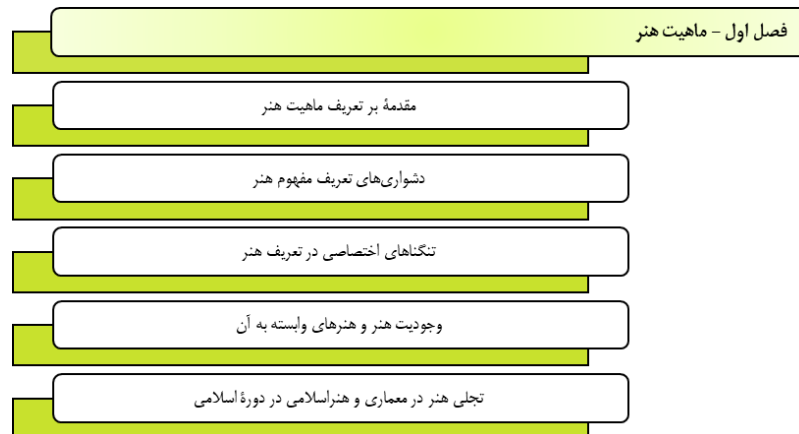 فصل اول - ماهیت هنر
مقدمهٔ بر تعریف ماهیت هنر
دشواری‌های تعریف مفهوم هنر
تنگناهای اختصاصی در تعریف هنر
وجودیت هنر و هنرهای وابسته به آن
تجلی هنر در معماری و هنراسلامی در دورهٔ اسلامی